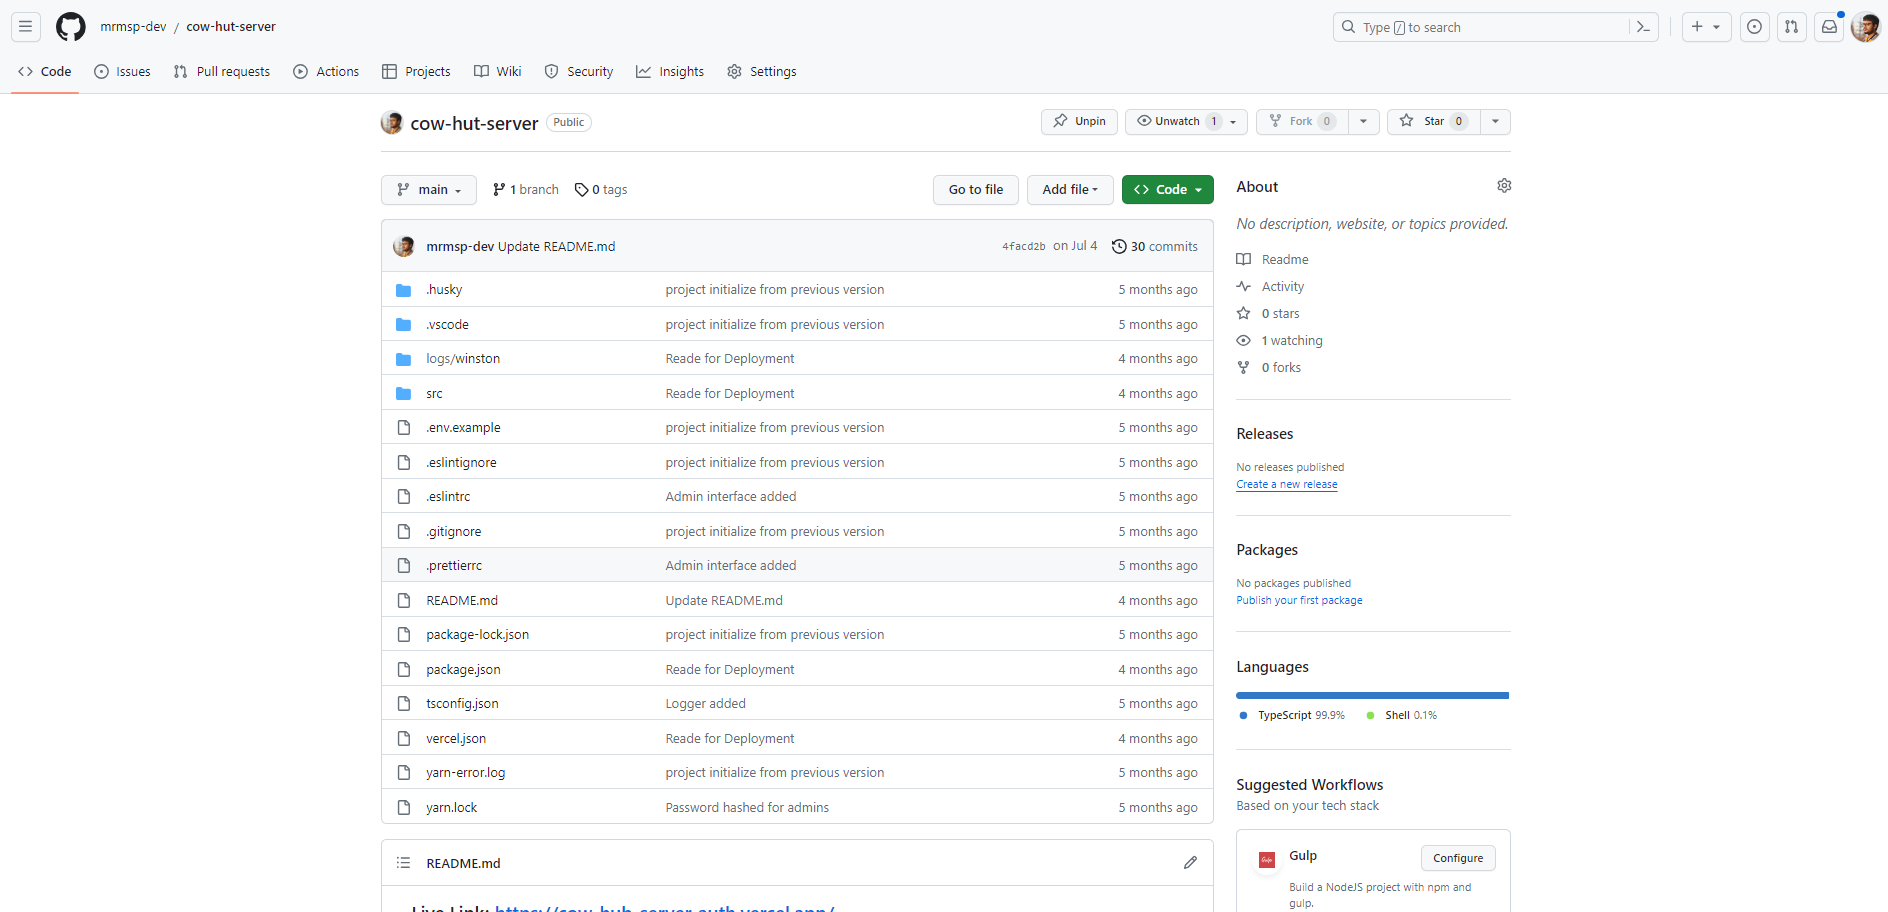 mrmsp-dev / cow-hut-server
Type / to search
Code Issues Pull requests Actions Projects Wiki Security Insights Settings
cow-hut-server Public
Unpin Unwatch 1 Fork 0 Star 0
main 1 branch 0 tags Go to file Add file Code
mrmsp-dev Update README.md 4facd2b on Jul 4 30 commits
.husky project initialize from previous version 5 months ago
.vscode project initialize from previous version 5 months ago
logs/winston Reade for Deployment 4 months ago
src Reade for Deployment 4 months ago
.env.example project initialize from previous version 5 months ago
.eslintignore project initialize from previous version 5 months ago
.eslintrc Admin interface added 5 months ago
.gitignore project initialize from previous version 5 months ago
.prettierrc Admin interface added 5 months ago
README.md Update README.md 4 months ago
package-lock.json project initialize from previous version 5 months ago
package.json Reade for Deployment 4 months ago
tsconfig.json Logger added 5 months ago
vercel.json Reade for Deployment 4 months ago
yarn-error.log project initialize from previous version 5 months ago
yarn.lock Password hashed for admins 5 months ago
README.md
Live Link: https://cow-hub-server-auth.vercel.app/
About
No description, website, or topics provided.
Readme
Activity
0 stars
1 watching
0 forks
Releases
No releases published
Create a new release
Packages
No packages published
Publish your first package
Languages
TypeScript 99.9% Shell 0.1%
Suggested Workflows
Based on your tech stack
Gulp
Gulp Configure
Build a NodeJS project with npm and
gulp.